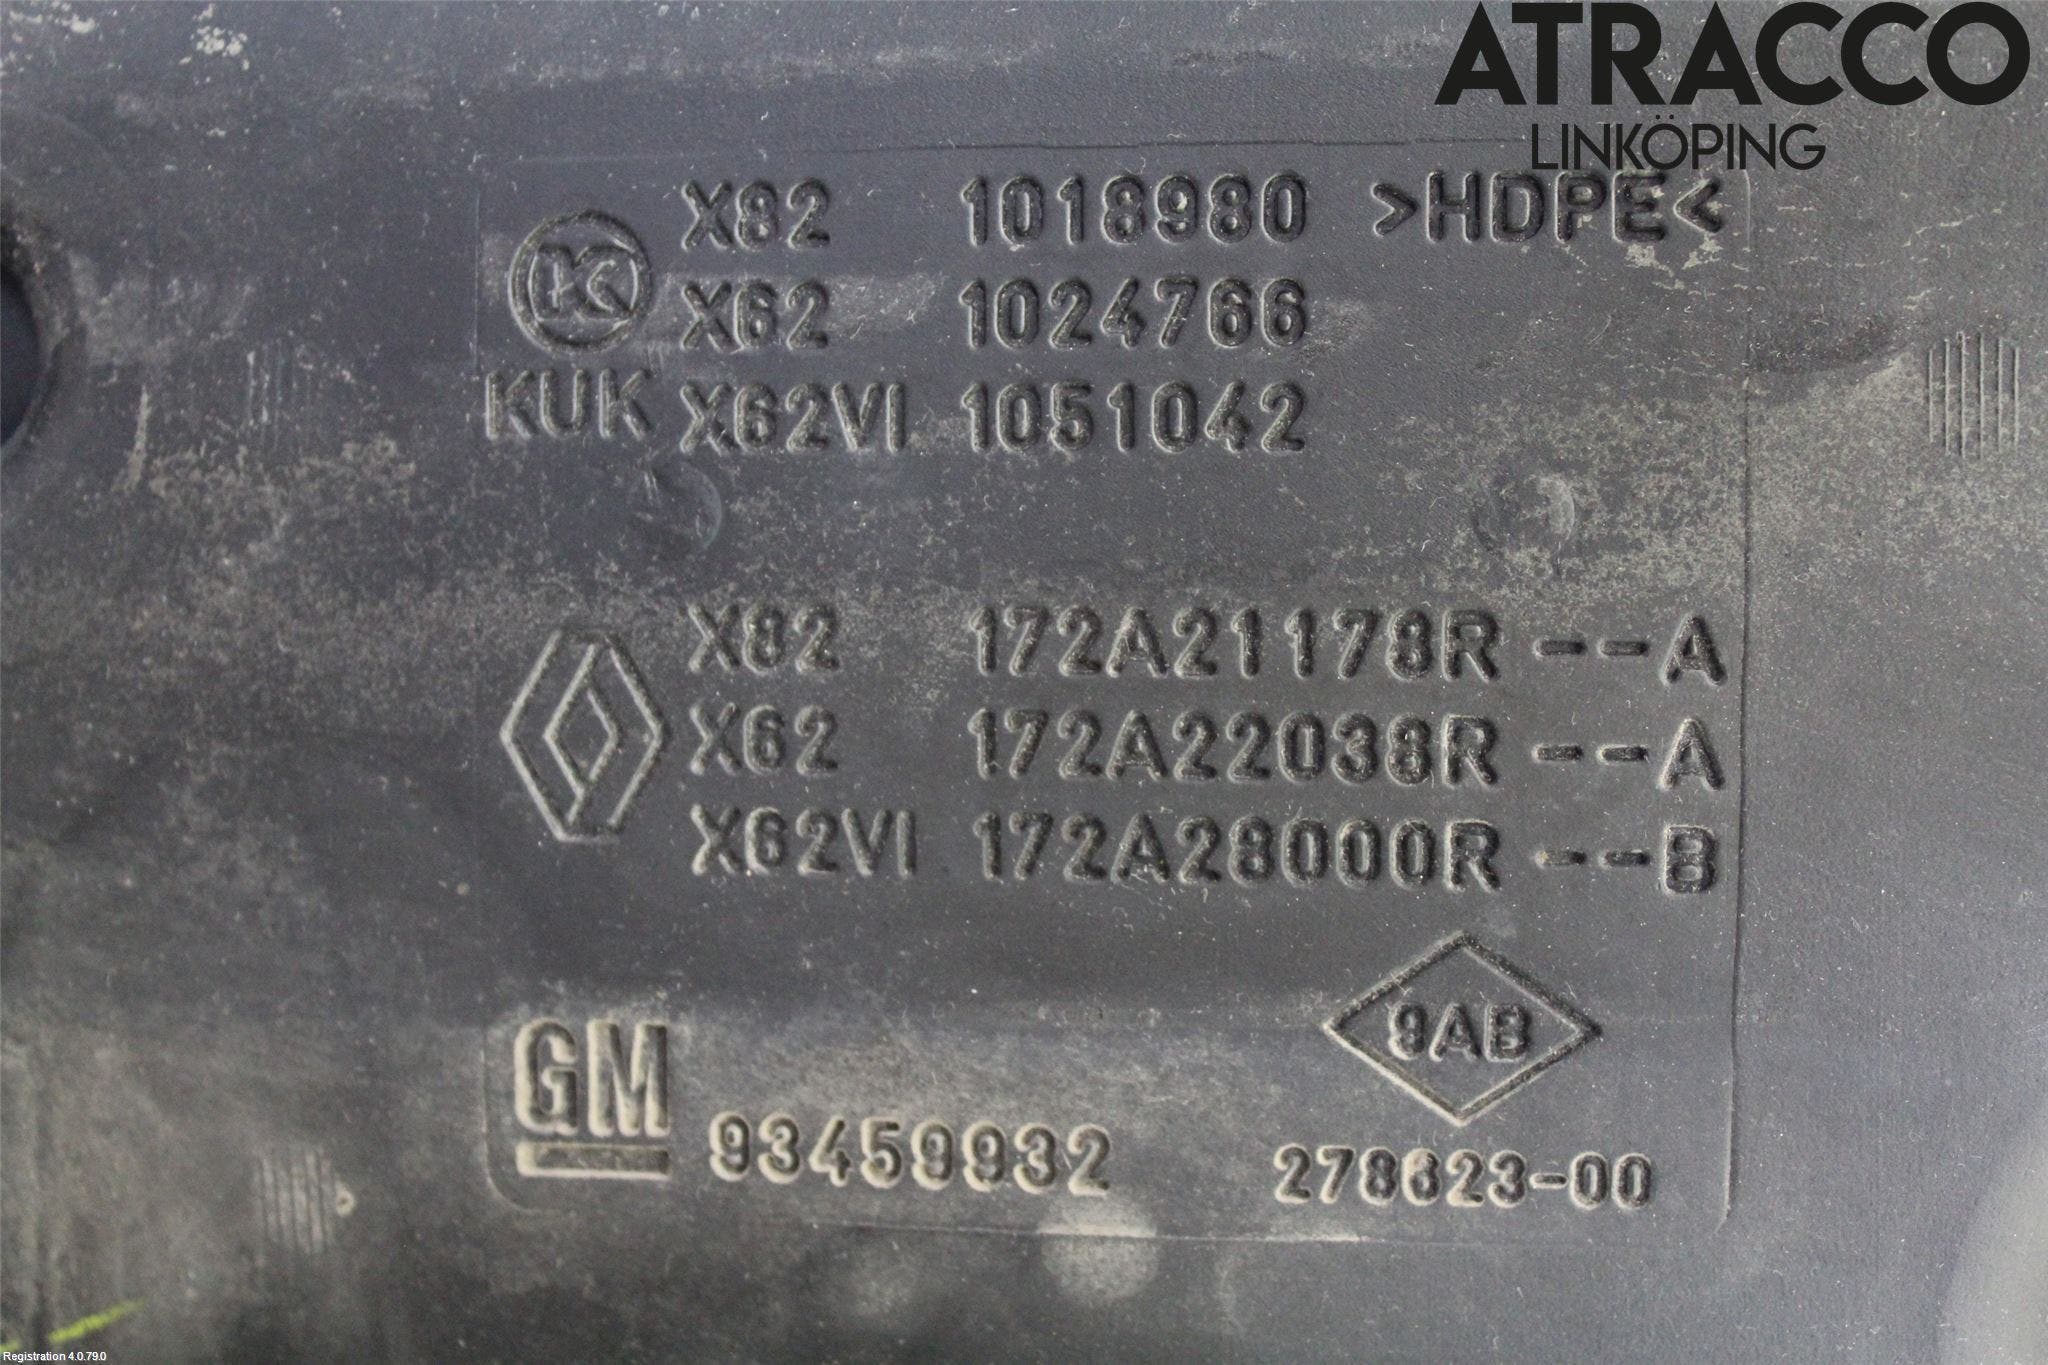 ATRACCO
LINKÖPING
X82 1018980 >HDPE<
K
X62 1024766
KUK X62VI 1051042
X82 172A21178R--A
X62 172A22038R--A
X62VI 172A28000R--B
9AB
GM 93459932
278623-00
Registration 4.0.79.0